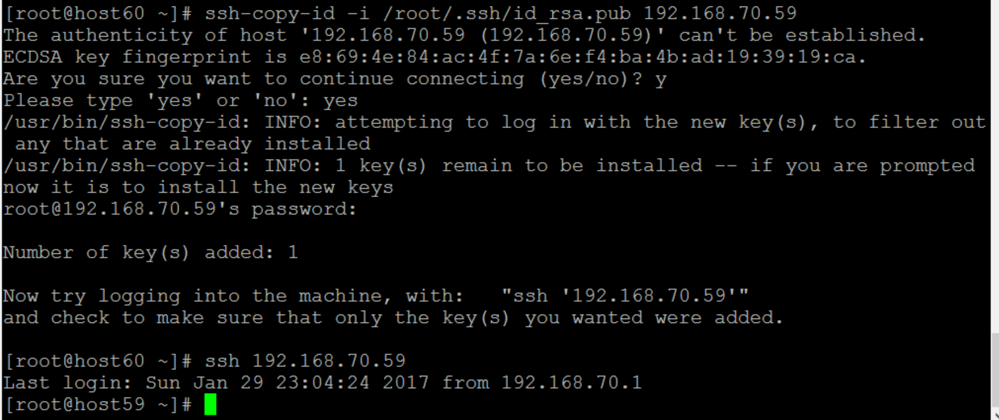 [root@host60 ~]# ssh-copy-id -i /root/.ssh/id_rsa.pub 192.168.70.59
The authenticity of host '192.168.70.59 (192.168.70.59)' can't be established.
ECDSA key fingerprint is e8:69:4e:84:ac:4f:7a:6e:f4:ba:4b:ad:19:39:19:ca.
Are you sure you want to continue connecting (yes/no)? y
Please type 'yes' or 'no': yes
/usr/bin/ssh-copy-id: INFO: attempting to log in with the new key(s), to filter out
 any that are already installed
/usr/bin/ssh-copy-id: INFO: 1 key(s) remain to be installed -- if you are prompted
now it is to install the new keys
root@192.168.70.59's password:
Number of key(s) added: 1
Now try logging into the machine, with:   "ssh '192.168.70.59'"
and check to make sure that only the key(s) you wanted were added.
[root@host60 ~]# ssh 192.168.70.59
Last login: Sun Jan 29 23:04:24 2017 from 192.168.70.1
[root@host59 ~]#